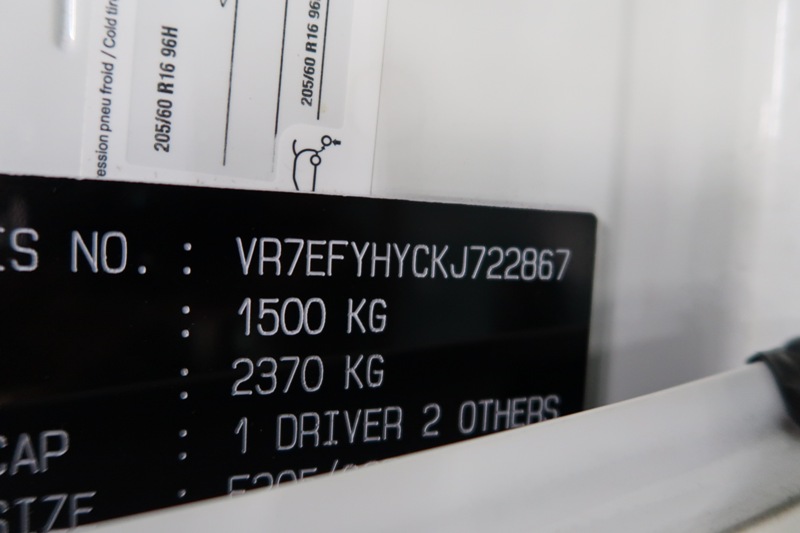 ession pneu froid / Cold tir
205/60 R16 96H
205/60 R16 96
IS NO. : VR7EFYHYCKJ722867
: 1500 KG
: 2370 KG
CAP : 1 DRIVER 2 OTHERS
SIZE :